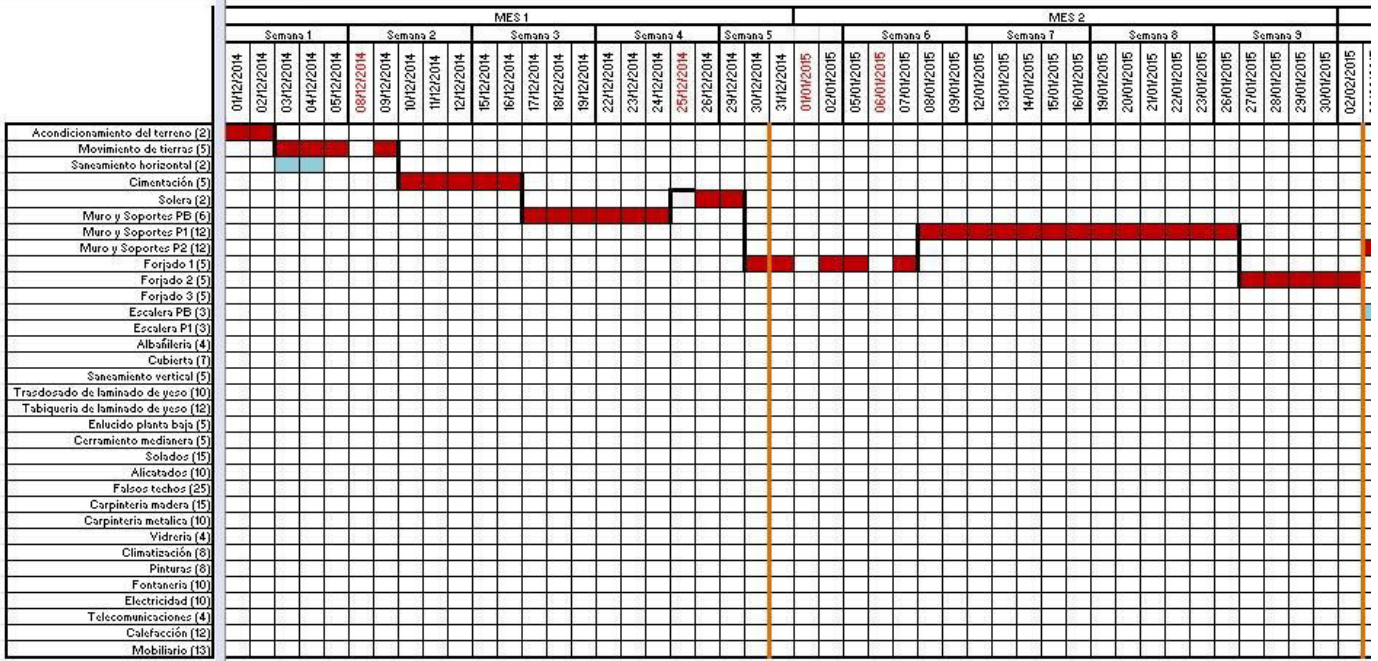 MES 1 MES 2
Semana 1 Semana 2 Semana 3 Semana 4 Semana 5 Semana 6 Semana 7 Semana 8 Semana 9
01/12/2014 02/12/2014 03/12/2014 04/12/2014 05/12/2014 08/12/2014 09/12/2014 10/12/2014 11/12/2014 12/12/2014 15/12/2014 16/12/2014 17/12/2014 18/12/2014 19/12/2014 22/12/2014 23/12/2014 24/12/2014 25/12/2014 26/12/2014 29/12/2014 30/12/2014 31/12/2014 01/01/2015 02/01/2015 05/01/2015 06/01/2015 07/01/2015 08/01/2015 09/01/2015 12/01/2015 13/01/2015 14/01/2015 15/01/2015 16/01/2015 19/01/2015 20/01/2015 21/01/2015 22/01/2015 23/01/2015 26/01/2015 27/01/2015 28/01/2015 29/01/2015 30/01/2015 02/02/2015
Acondicionamiento del terreno (2)
Movimiento de tierras (5)
Saneamiento horizontal (2)
Cimentación (5)
Solera (2)
Muro y Soportes PB (6)
Muro y Soportes P1 (12)
Muro y Soportes P2 (12)
Forjado 1 (5)
Forjado 2 (5)
Forjado 3 (5)
Escalera PB (3)
Escalera P1 (3)
Albañilería (4)
Cubierta (7)
Saneamiento vertical (5)
Trasdosado de laminado de yeso (10)
Tabiqueria de laminado de yeso (12)
Enlucido planta baja (5)
Cerramiento medianera (5)
Solados (15)
Alicatados (10)
Falsos techos (25)
Carpinteria madera (15)
Carpinteria metalica (10)
Vidreria (4)
Climatización (8)
Pinturas (8)
Fontaneria (10)
Electricidad (10)
Telecomunicaciones (4)
Calefacción (12)
Mobiliario (13)